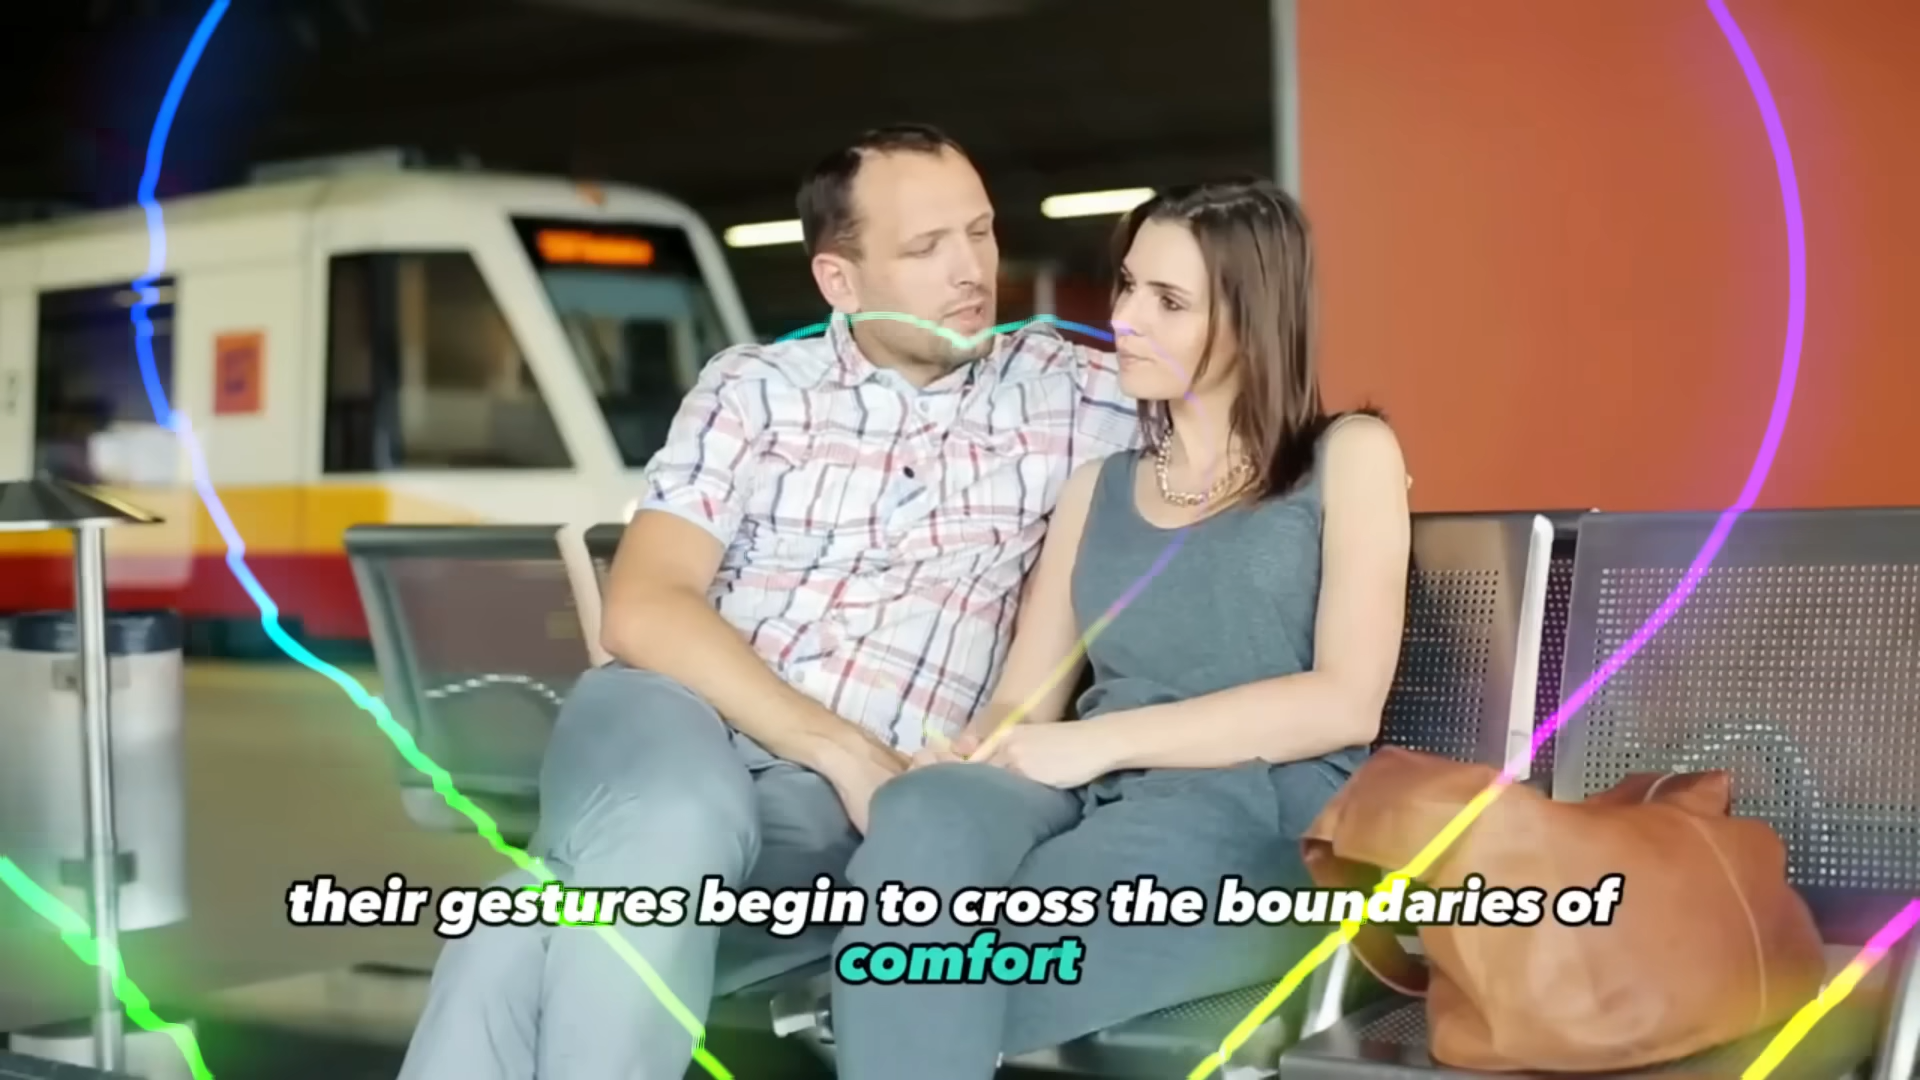 their gestures begin to cross the boundaries of
comfort